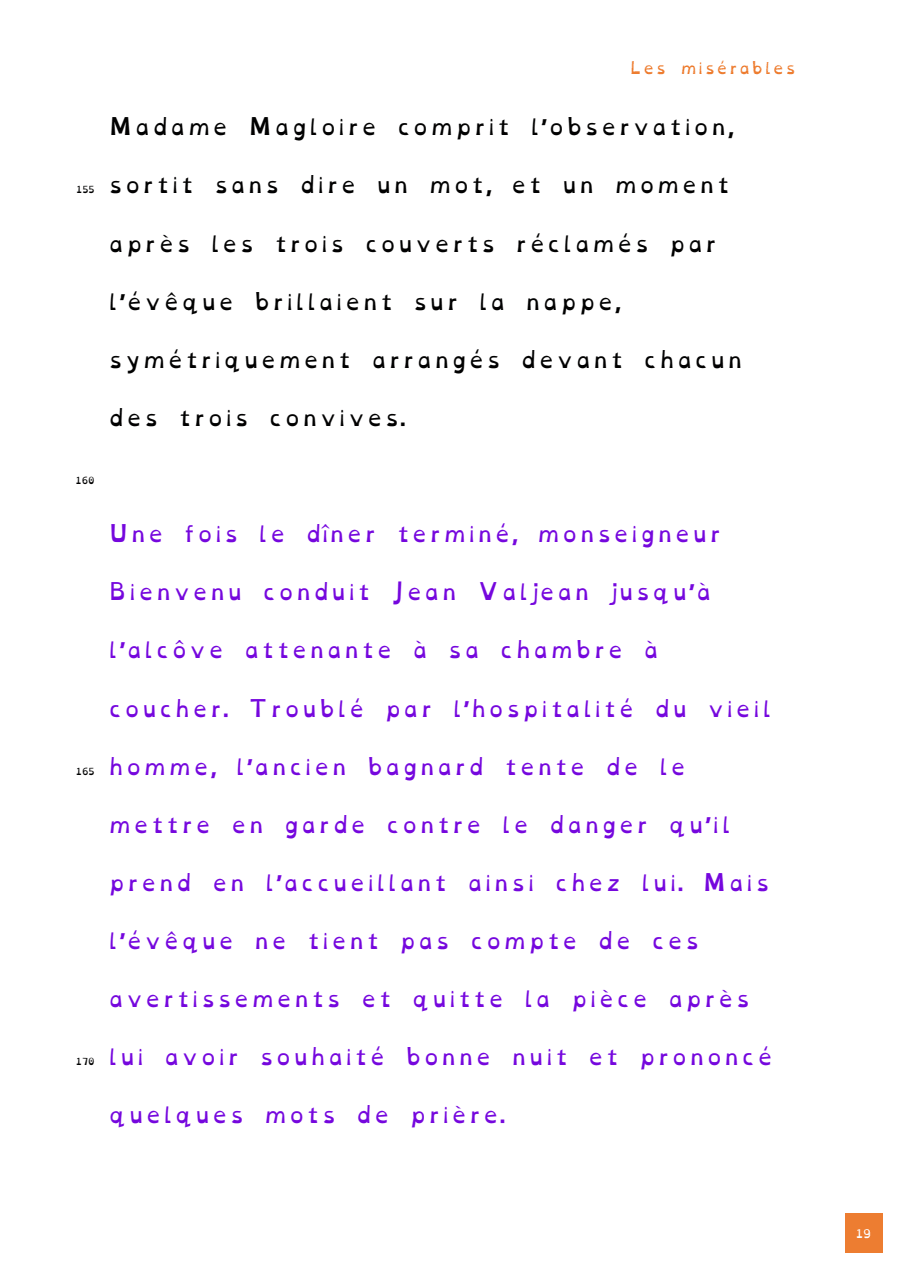 Les misérables
Madame Magloire comprit l'observation,
155 sortit sans dire un mot, et un moment
après les trois couverts réclamés par
l'évêque brillaient sur la nappe,
symétriquement arrangés devant chacun
des trois convives.
160
Une fois le dîner terminé, monseigneur
Bienvenu conduit Jean Valjean jusqu'à
l'alcôve attenante à sa chambre à
coucher. Troublé par l'hospitalité du vieil
165 homme, l'ancien bagnard tente de le
mettre en garde contre le danger qu'il
prend en l'accueillant ainsi chez lui. Mais
l'évêque ne tient pas compte de ces
avertissements et quitte la pièce après
170 lui avoir souhaité bonne nuit et prononcé
quelques mots de prière.
19